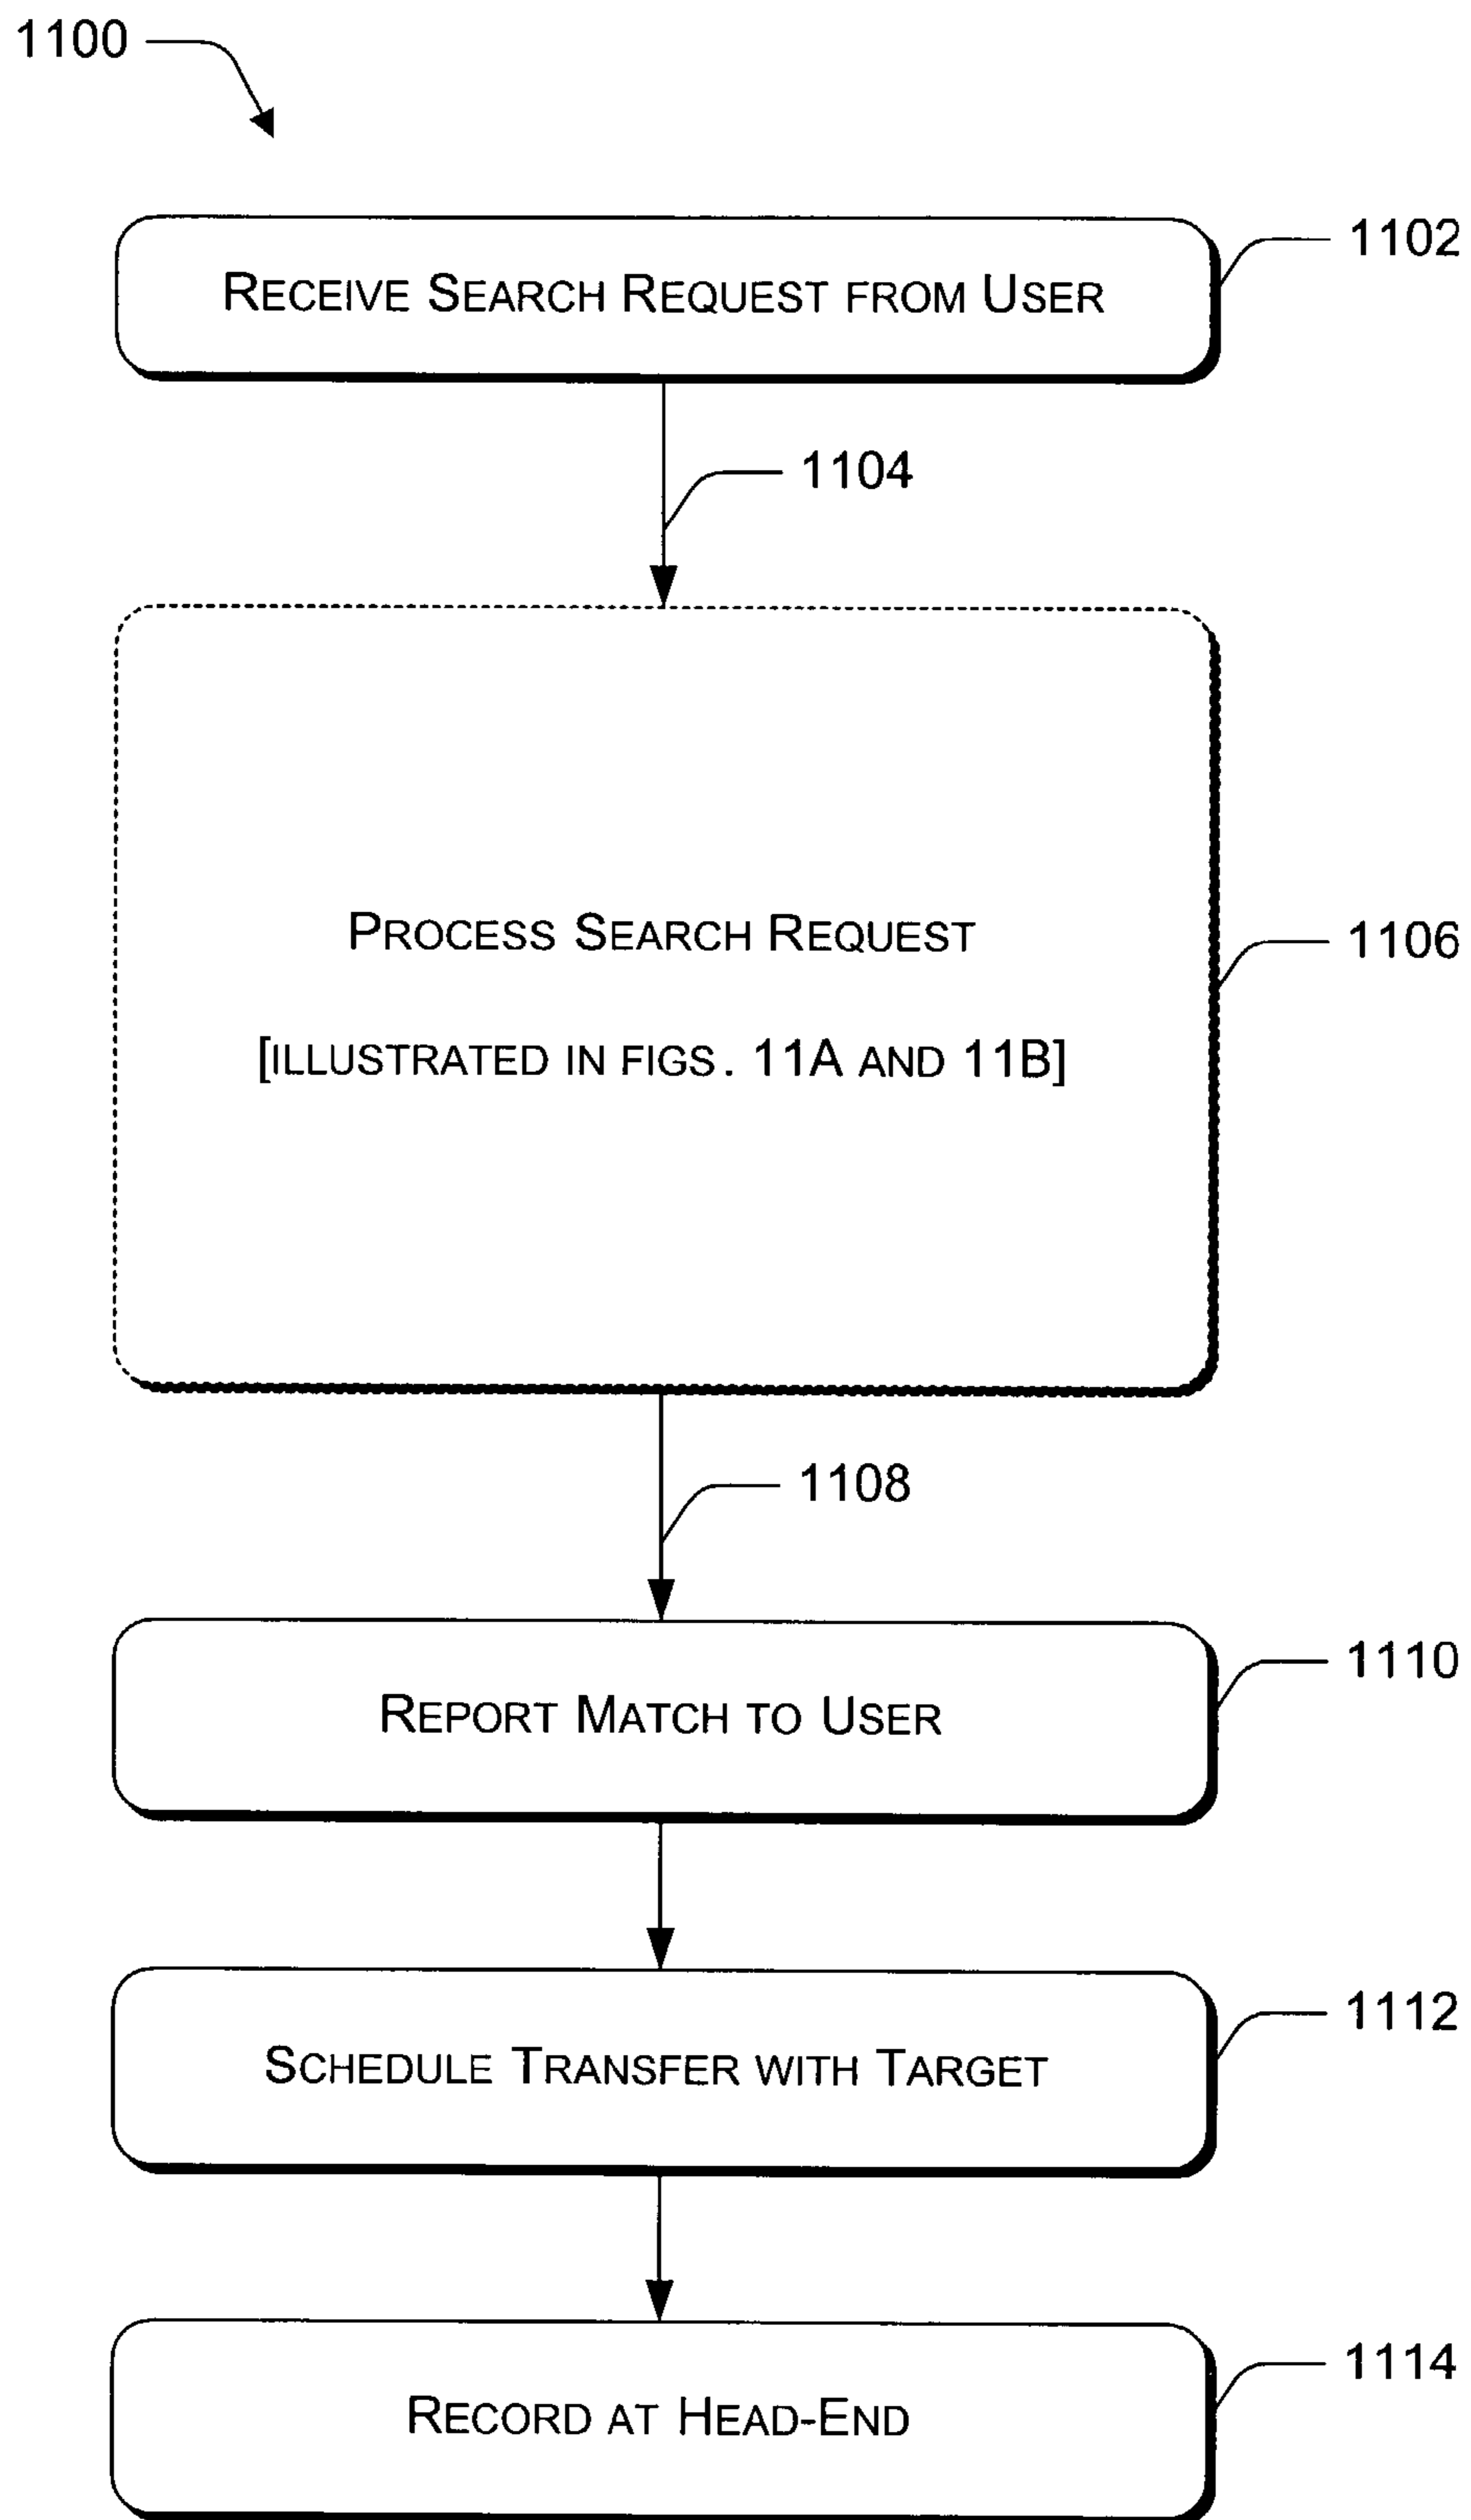 1100
1102
RECEIVE SEARCH REQUEST FROM USER
1104
PROCESS SEARCH REQUEST
1106
[ILLUSTRATED IN FIGS. 11A AND 11B]
1108
1110
REPORT MATCH TO USER
1112
SCHEDULE TRANSFER WITH TARGET
1114
RECORD AT HEAD-END